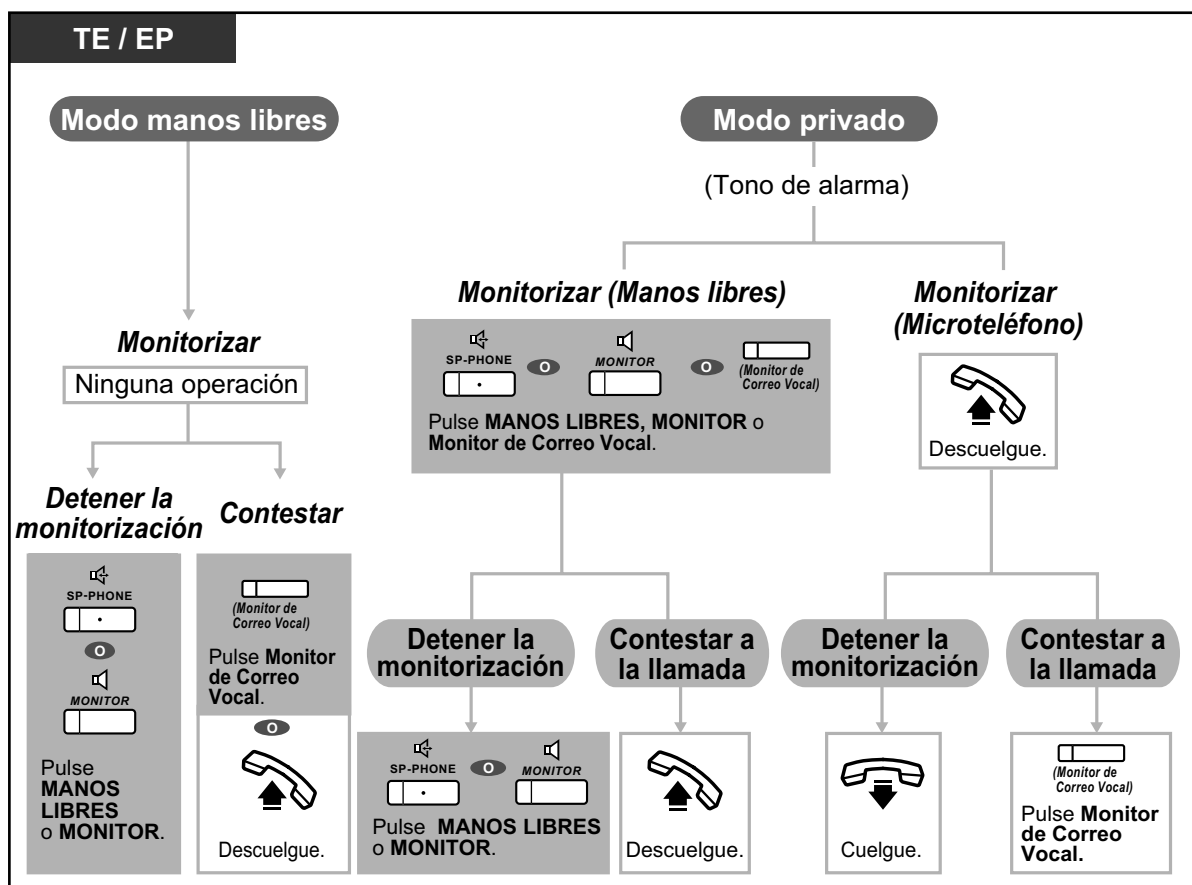 TE / EP
Modo manos libres
Monitorizar
Ninguna operación
Detener la
monitorización
SP-PHONE
O
MONITOR
Pulse
MANOS
LIBRES
o MONITOR.
Contestar
(Monitor de
Correo Vocal)
Pulse Monitor
de Correo
Vocal.
O
Descuelgue.
Modo privado
(Tono de alarma)
Monitorizar (Manos libres)
SP-PHONE
O
MONITOR
O
(Monitor de
Correo Vocal)
Pulse MANOS LIBRES, MONITOR o
Monitor de Correo Vocal.
Detener la
monitorización
SP-PHONE
O
MONITOR
Pulse MANOS LIBRES
o MONITOR.
Contestar a
la llamada
Descuelgue.
Monitorizar
(Microteléfono)
Descuelgue.
Detener la
monitorización
Cuelgue.
Contestar a
la llamada
(Monitor de
Correo Vocal)
Pulse Monitor
de Correo
Vocal.